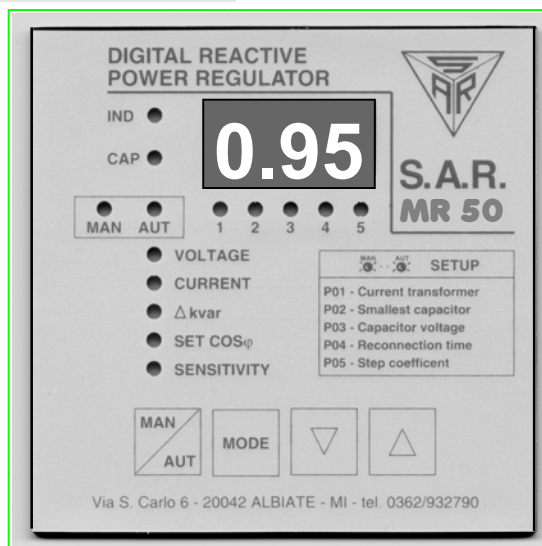 DIGITAL REACTIVE
POWER REGULATOR
SAR
IND
CAP
0.95
S.A.R.
MR 50
MAN AUT
1 2 3 4 5
VOLTAGE
CURRENT
Δ kvar
SET COSφ
SENSITIVITY
MAN AUT SETUP
P01 - Current transformer
P02 - Smallest capacitor
P03 - Capacitor voltage
P04 - Reconnection time
P05 - Step coefficent
MAN
AUT
MODE
Via S. Carlo 6 - 20042 ALBIATE - MI - tel. 0362/932790